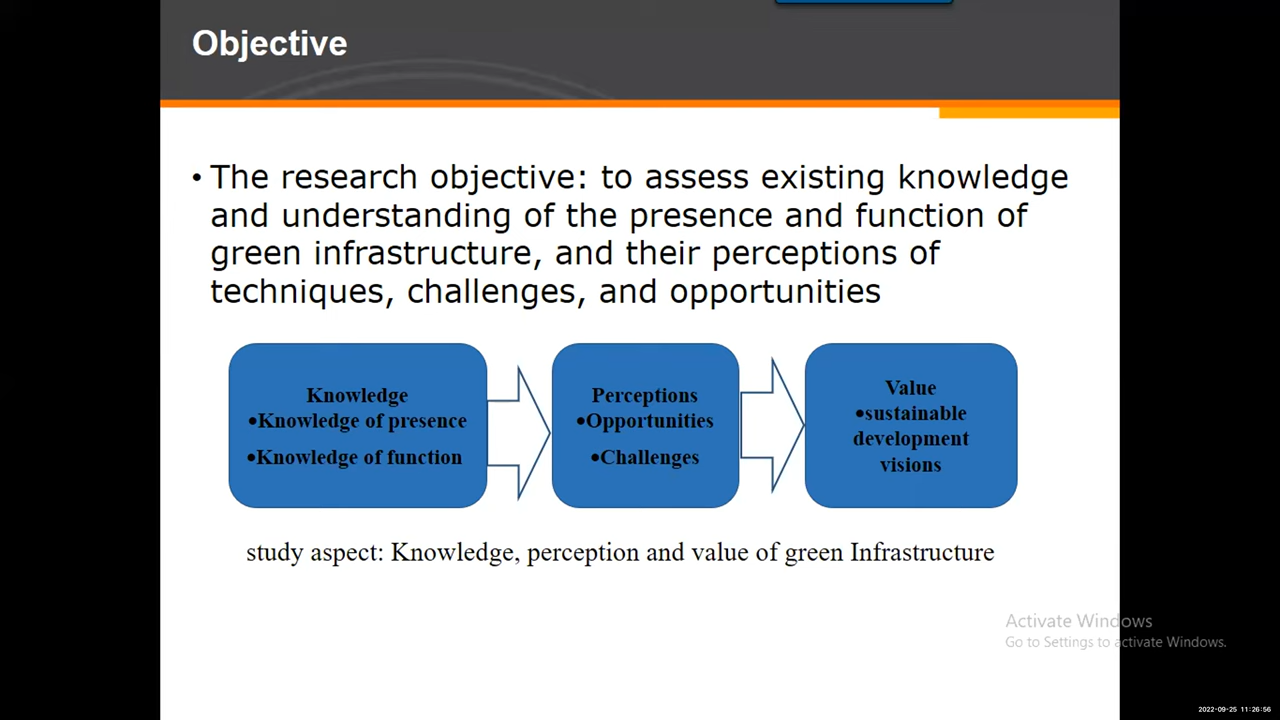 Objective
• The research objective: to assess existing knowledge
and understanding of the presence and function of
green infrastructure, and their perceptions of
techniques, challenges, and opportunities
Knowledge
•Knowledge of presence
•Knowledge of function
Perceptions
•Opportunities
•Challenges
Value
•sustainable
development
visions
study aspect: Knowledge, perception and value of green Infrastructure
Activate Windows
Go to Settings to activate Windows.
2022-09-25 11:26:56